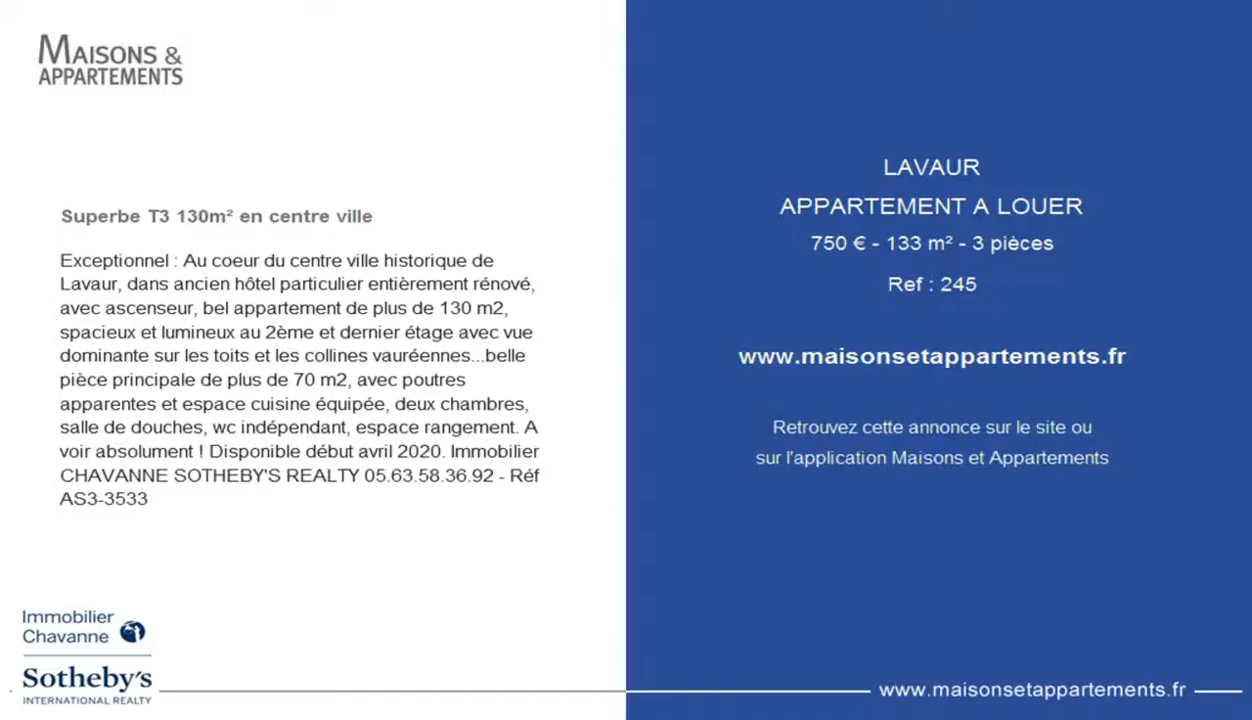 MAISONS &
APPARTEMENTS
Superbe T3 130m² en centre ville
Exceptionnel : Au coeur du centre ville historique de
Lavaur, dans ancien hôtel particulier entièrement rénové,
avec ascenseur, bel appartement de plus de 130 m2,
spacieux et lumineux au 2ème et dernier étage avec vue
dominante sur les toits et les collines vauréennes...belle
pièce principale de plus de 70 m2, avec poutres
apparentes et espace cuisine équipée, deux chambres,
salle de douches, wc indépendant, espace rangement. A
voir absolument ! Disponible début avril 2020. Immobilier
CHAVANNE SOTHEBY'S REALTY 05.63.58.36.92 - Réf
AS3-3533
Immobilier
Chavanne
Sotheby's
INTERNATIONAL REALTY
LAVAUR
APPARTEMENT A LOUER
750 € - 133 m² - 3 pièces
Ref : 245
www.maisonsetappartements.fr
Retrouvez cette annonce sur le site ou
sur l'application Maisons et Appartements
www.maisonsetappartements.fr